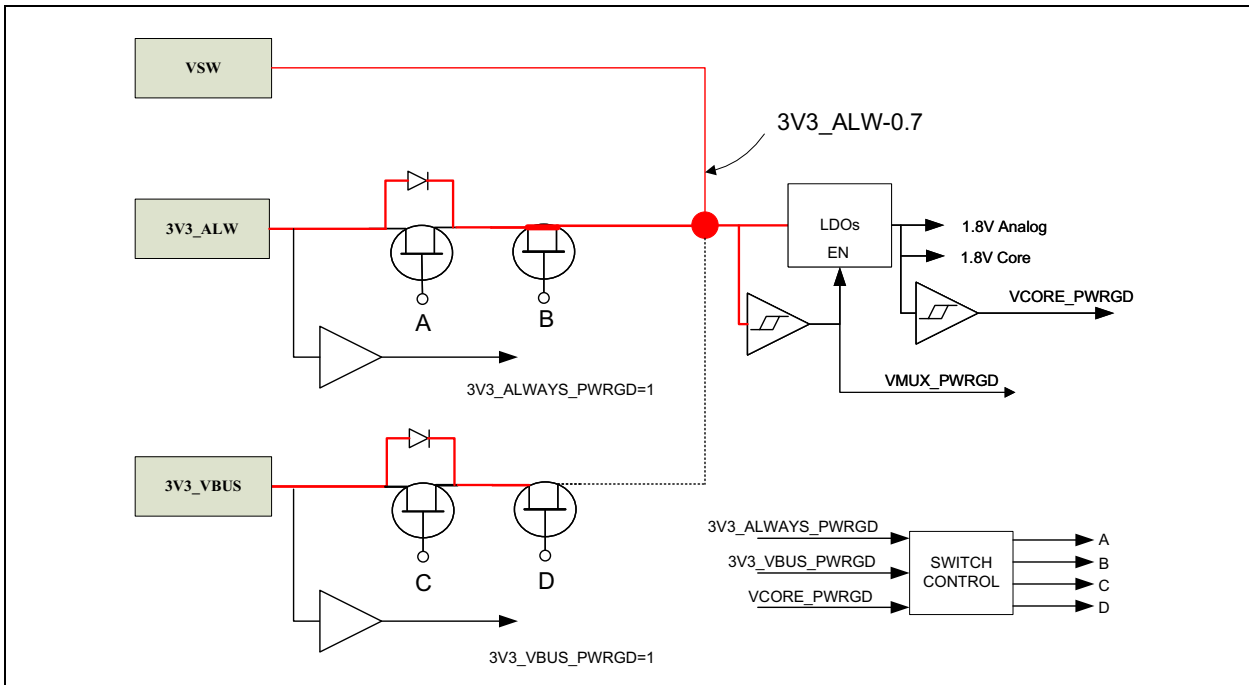 VSW
3V3_ALW-0.7
3V3_ALW
A
B
LDOs
EN
1.8V Analog
1.8V Core
VCORE_PWRGD
3V3_ALWAYS_PWRGD=1
VMUX_PWRGD
3V3_VBUS
C
D
3V3_VBUS_PWRGD=1
3V3_ALWAYS_PWRGD
3V3_VBUS_PWRGD
VCORE_PWRGD
SWITCH
CONTROL
A
B
C
D